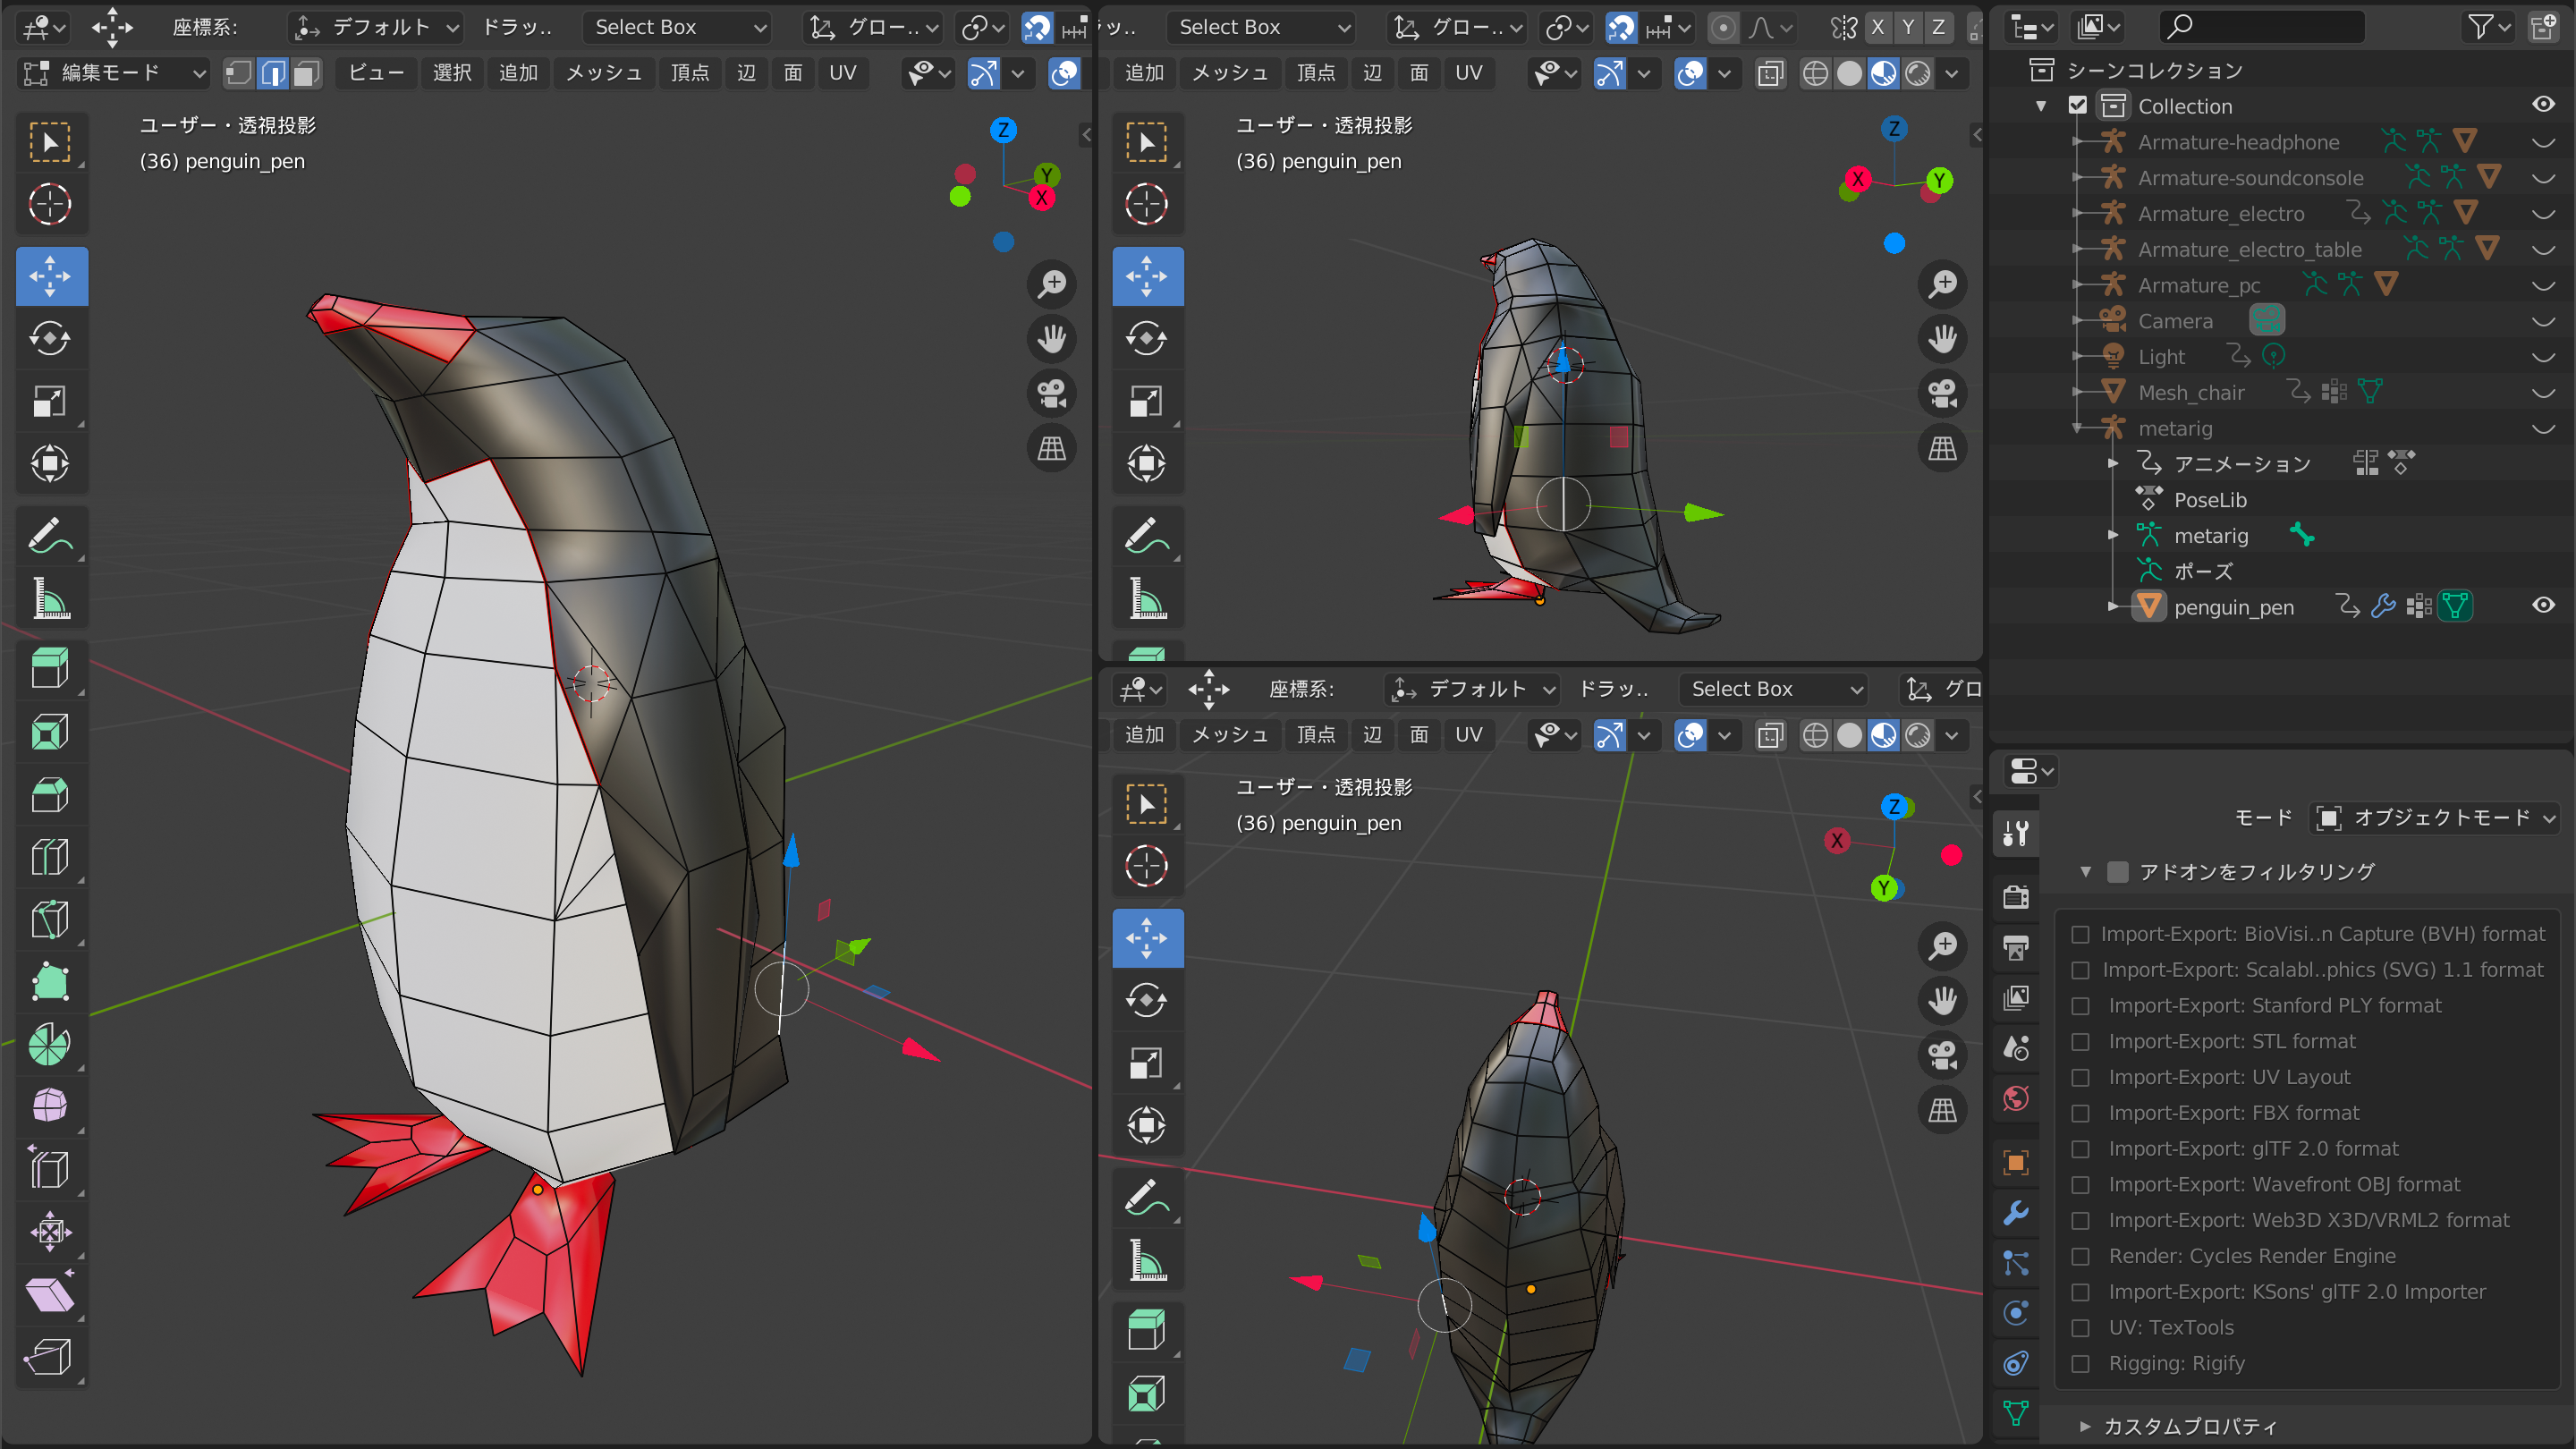 座標系:
デフォルト
ドラッ..
Select Box
グロー..
編集モード
ビュー
選択
追加
メッシュ
頂点
辺
面
UV
ユーザー・透視投影
(36) penguin_pen
Z
Y
X
ッ..
Select Box
グロー..
X
Y
Z
追加
メッシュ
頂点
辺
面
UV
ユーザー・透視投影
(36) penguin_pen
Z
X
Y
座標系:
デフォルト
ドラッ..
Select Box
グロ
追加
メッシュ
頂点
辺
面
UV
ユーザー・透視投影
(36) penguin_pen
Z
X
Y
シーンコレクション
Collection
Armature-headphone
Armature-soundconsole
Armature_electro
Armature_electro_table
Armature_pc
Camera
Light
Mesh_chair
metarig
アニメーション
PoseLib
metarig
ポーズ
penguin_pen
モード
オブジェクトモード
アドオンをフィルタリング
Import-Export: BioVisi..n Capture (BVH) format
Import-Export: Scalabl..phics (SVG) 1.1 format
Import-Export: Stanford PLY format
Import-Export: STL format
Import-Export: UV Layout
Import-Export: FBX format
Import-Export: glTF 2.0 format
Import-Export: Wavefront OBJ format
Import-Export: Web3D X3D/VRML2 format
Render: Cycles Render Engine
Import-Export: KSons' glTF 2.0 Importer
UV: TexTools
Rigging: Rigify
カスタムプロパティ